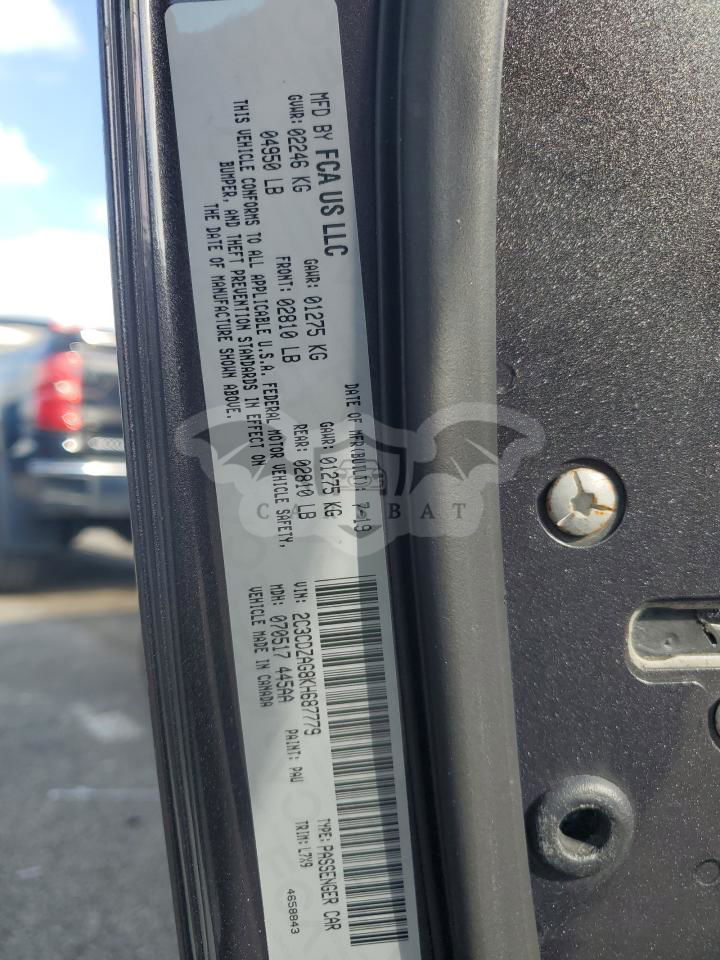 MFD BY FCA US LLC
DATE OF MFR(BUILD): 7-19
GVWR: 02246 KG GAWR: 01275 KG GAWR: 01275 KG
04950 LB FRONT: 02810 LB REAR: 02810 LB
THIS VEHICLE CONFORMS TO ALL APPLICABLE U.S.A. FEDERAL MOTOR VEHICLE SAFETY,
BUMPER, AND THEFT PREVENTION STANDARDS IN EFFECT ON
THE DATE OF MANUFACTURE SHOWN ABOVE.
VIN: 2C3CDZAG8KH687779 TYPE: PASSENGER CAR
MDH: 070517 445AA PAINT: PAU TRIM: L7X9
VEHICLE MADE IN CANADA 4658843